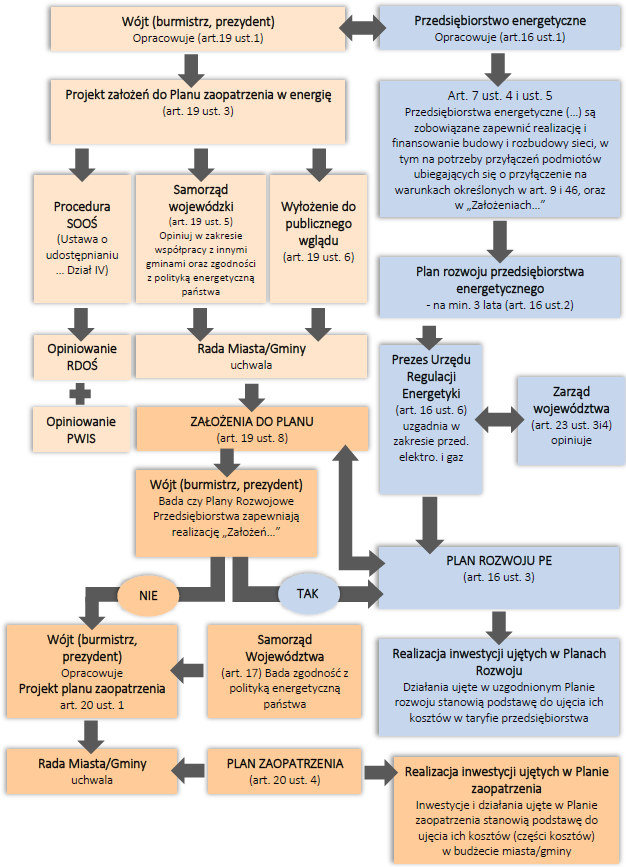 Wójt (burmistrz, prezydent)
Opracowuje (art.19 ust.1)
Przedsiębiorstwo energetyczne
Opracowuje (art.16 ust.1)
Projekt założeń do Planu zaopatrzenia w energię
(art. 19 ust. 3)
Art. 7 ust. 4 i ust. 5
Przedsiębiorstwa energetyczne (...) są
zobowiązane zapewnić realizację i
finansowanie budowy i rozbudowy sieci, w
tym na potrzeby przyłączeń podmiotów
ubiegających się o przyłączenie na
warunkach określonych w art. 9 i 46, oraz
w „Założeniach...”
Procedura
SOOŚ
(Ustawa o
udostępnianiu
... Dział IV)
Samorząd
wojewódzki
(art. 19 ust. 5)
Opiniuj w zakresie
współpracy z innymi
gminami oraz zgodności
z polityką energetyczną
państwa
Wyłożenie do
publicznego
wglądu
(art. 19 ust. 6)
Plan rozwoju przedsiębiorstwa
energetycznego
- na min. 3 lata (art. 16 ust.2)
Opiniowanie
RDOŚ
Rada Miasta/Gminy
uchwala
Prezes Urzędu
Regulacji
Energetyki
(art. 16 ust. 6)
uzgadnia w
zakresie przed.
elektro. i gaz
Zarząd
województwa
(art. 23 ust. 3i4)
opiniuje
Opiniowanie
PWIS
ZAŁOŻENIA DO PLANU
(art. 19 ust. 8)
Wójt (burmistrz, prezydent)
Bada czy Plany Rozwojowe
Przedsiębiorstwa zapewniają
realizację „Założeń...”
PLAN ROZWOJU PE
(art. 16 ust. 3)
NIE
TAK
Wójt (burmistrz,
prezydent)
Opracowuje
Projekt planu zaopatrzenia
art. 20 ust. 1
Samorząd
Województwa
(art. 17) Bada zgodność z
polityką energetyczną
państwa
Realizacja inwestycji ujętych w Planach
Rozwoju
Działania ujęte w uzgodnionym Planie
rozwoju stanowią podstawę do ujęcia ich
kosztów w taryfie przedsiębiorstwa
Rada Miasta/Gminy
uchwala
PLAN ZAOPATRZENIA
(art. 20 ust. 4)
Realizacja inwestycji ujętych w Planie
zaopatrzenia
Inwestycje i działania ujęte w Planie
zaopatrzenia stanowią podstawę do
ujęcia ich kosztów (części kosztów)
w budżecie miasta/gminy